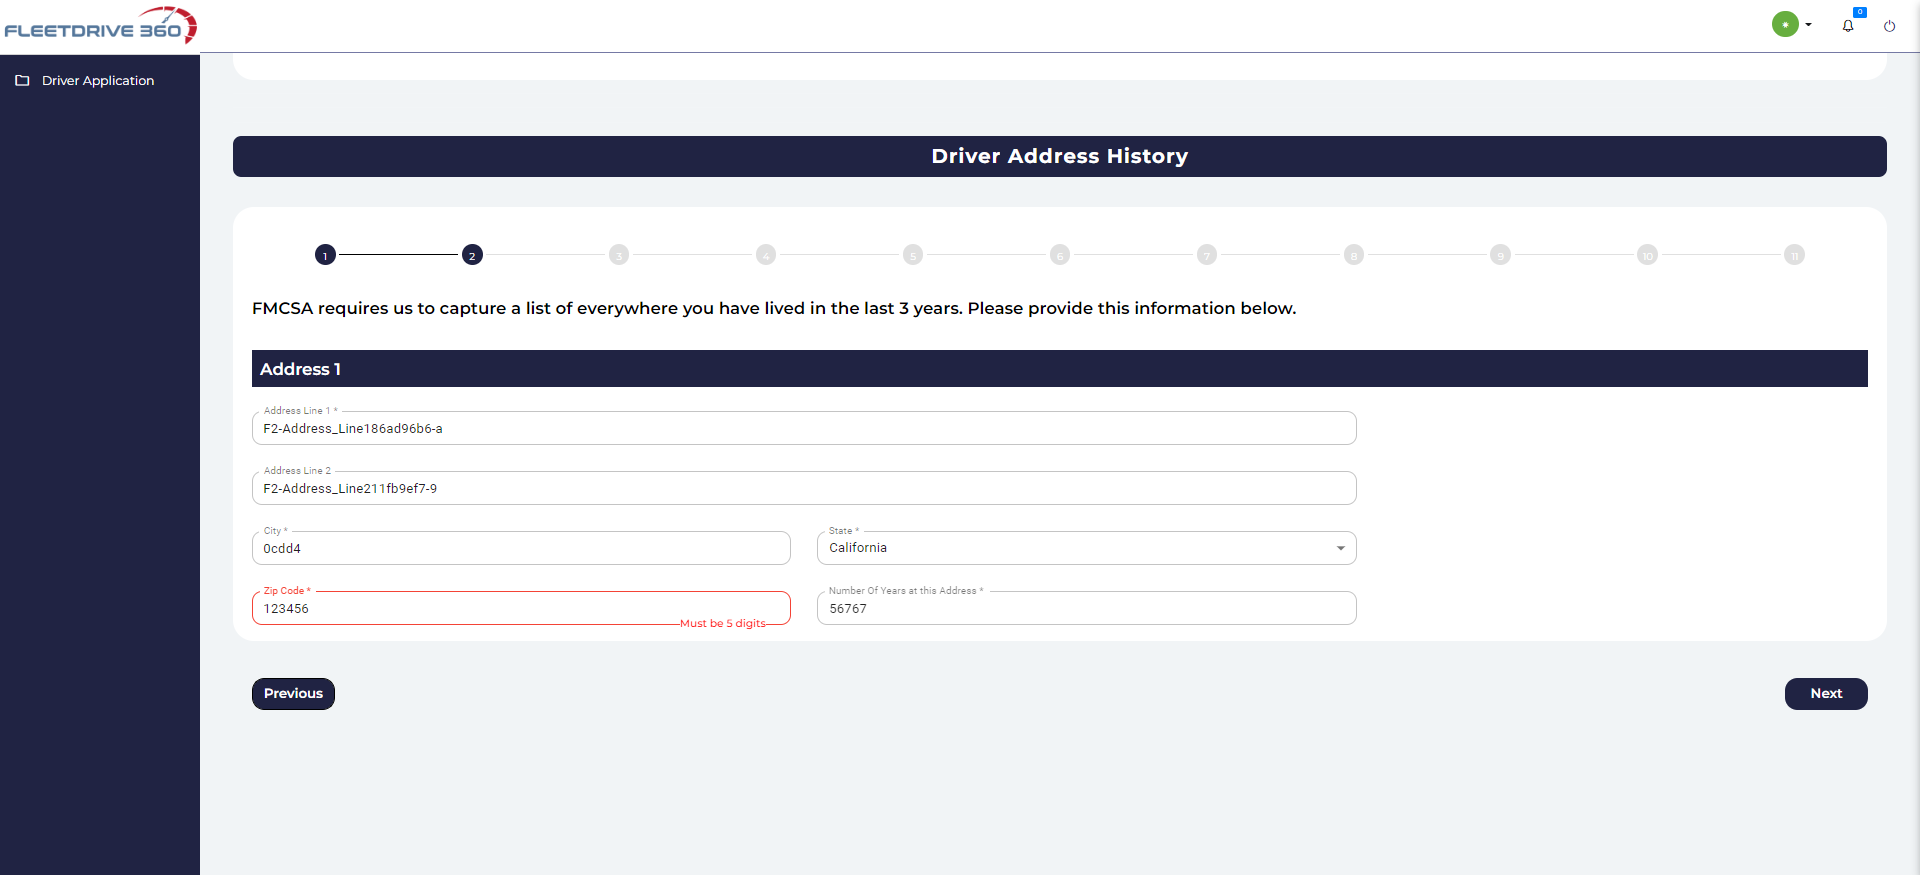 FLEETDRIVE 360
0
Driver Application
Driver Address History
1 2 3 4 5 6 7 8 9 10 11
FMCSA requires us to capture a list of everywhere you have lived in the last 3 years. Please provide this information below.
Address 1
Address Line 1 *
F2-Address_Line186ad96b6-a
Address Line 2
F2-Address_Line211fb9ef7-9
City *
0cdd4
State *
California
Zip Code *
123456
Must be 5 digits
Number Of Years at this Address *
56767
Previous
Next